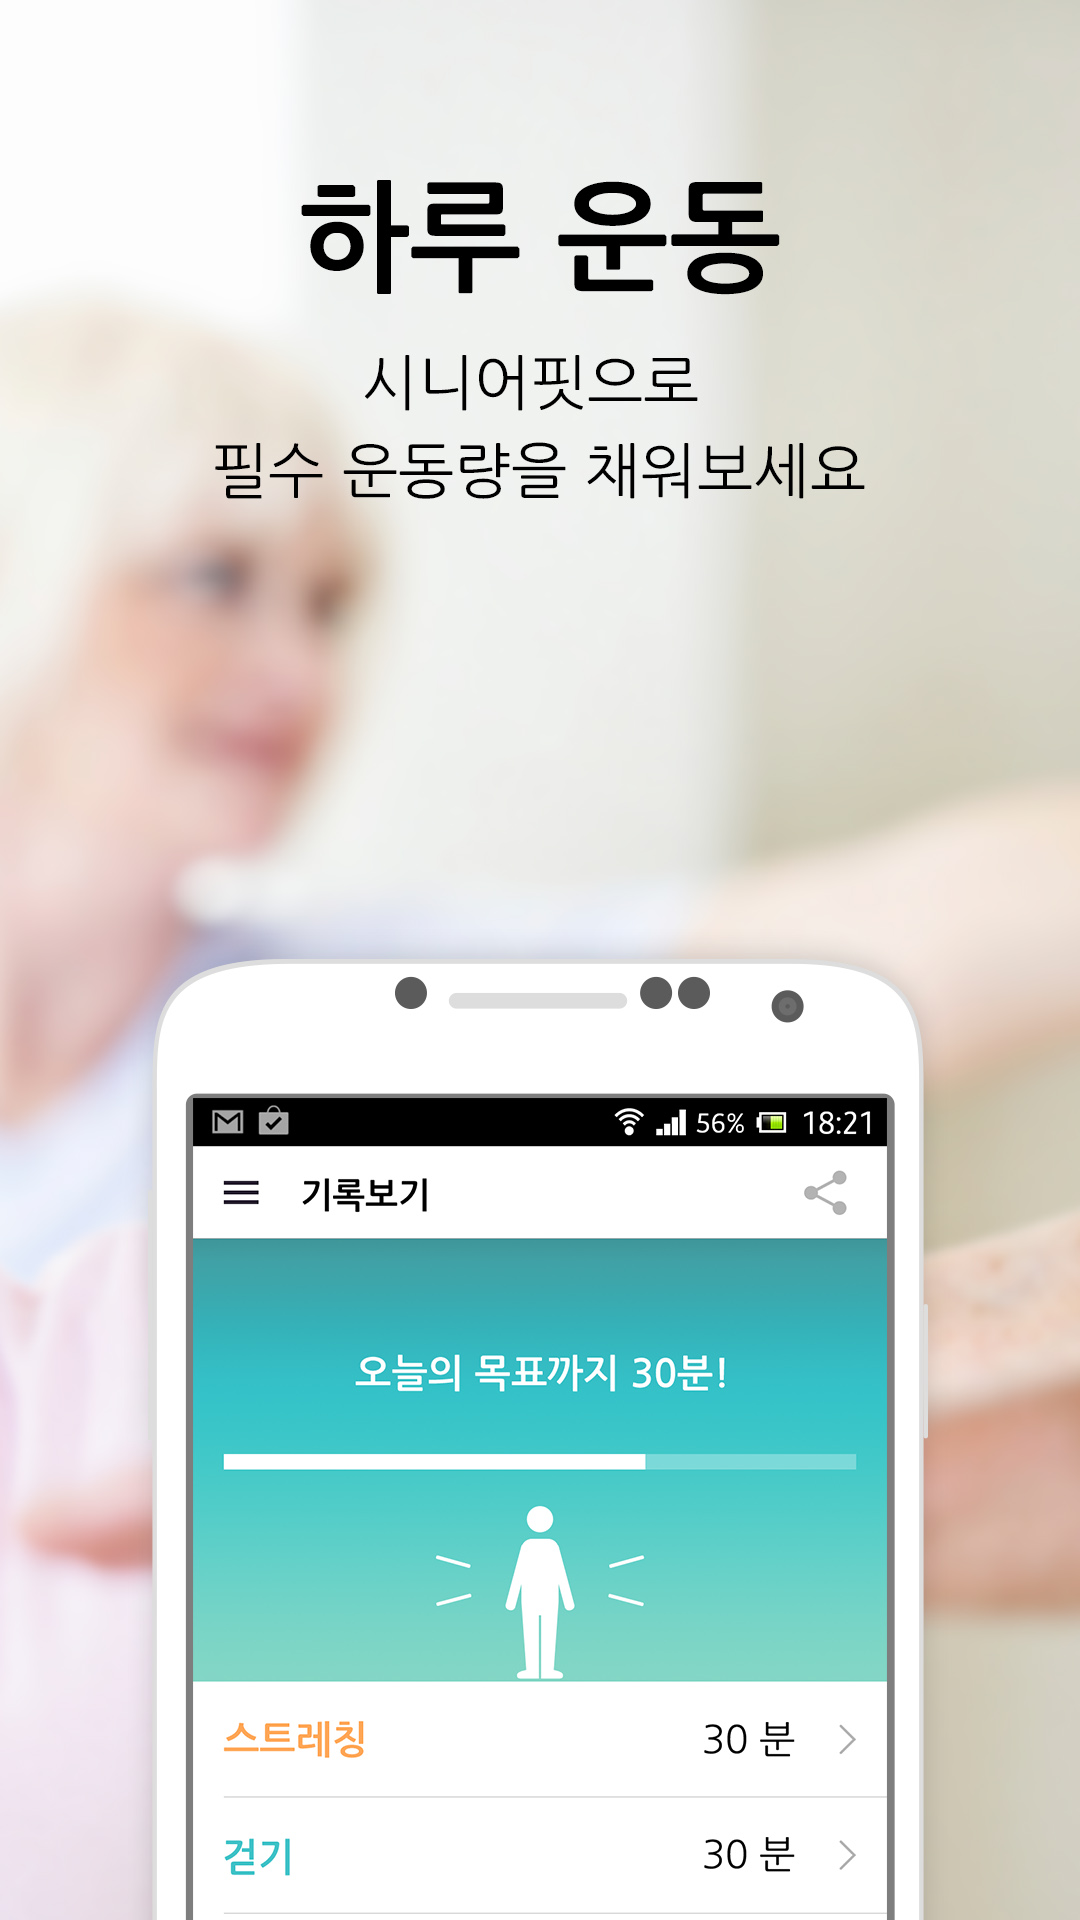 하루 운동
시니어핏으로
필수 운동량을 채워보세요
56% 18:21
기록보기
오늘의 목표까지 30분!
스트레칭 30 분
걷기 30 분